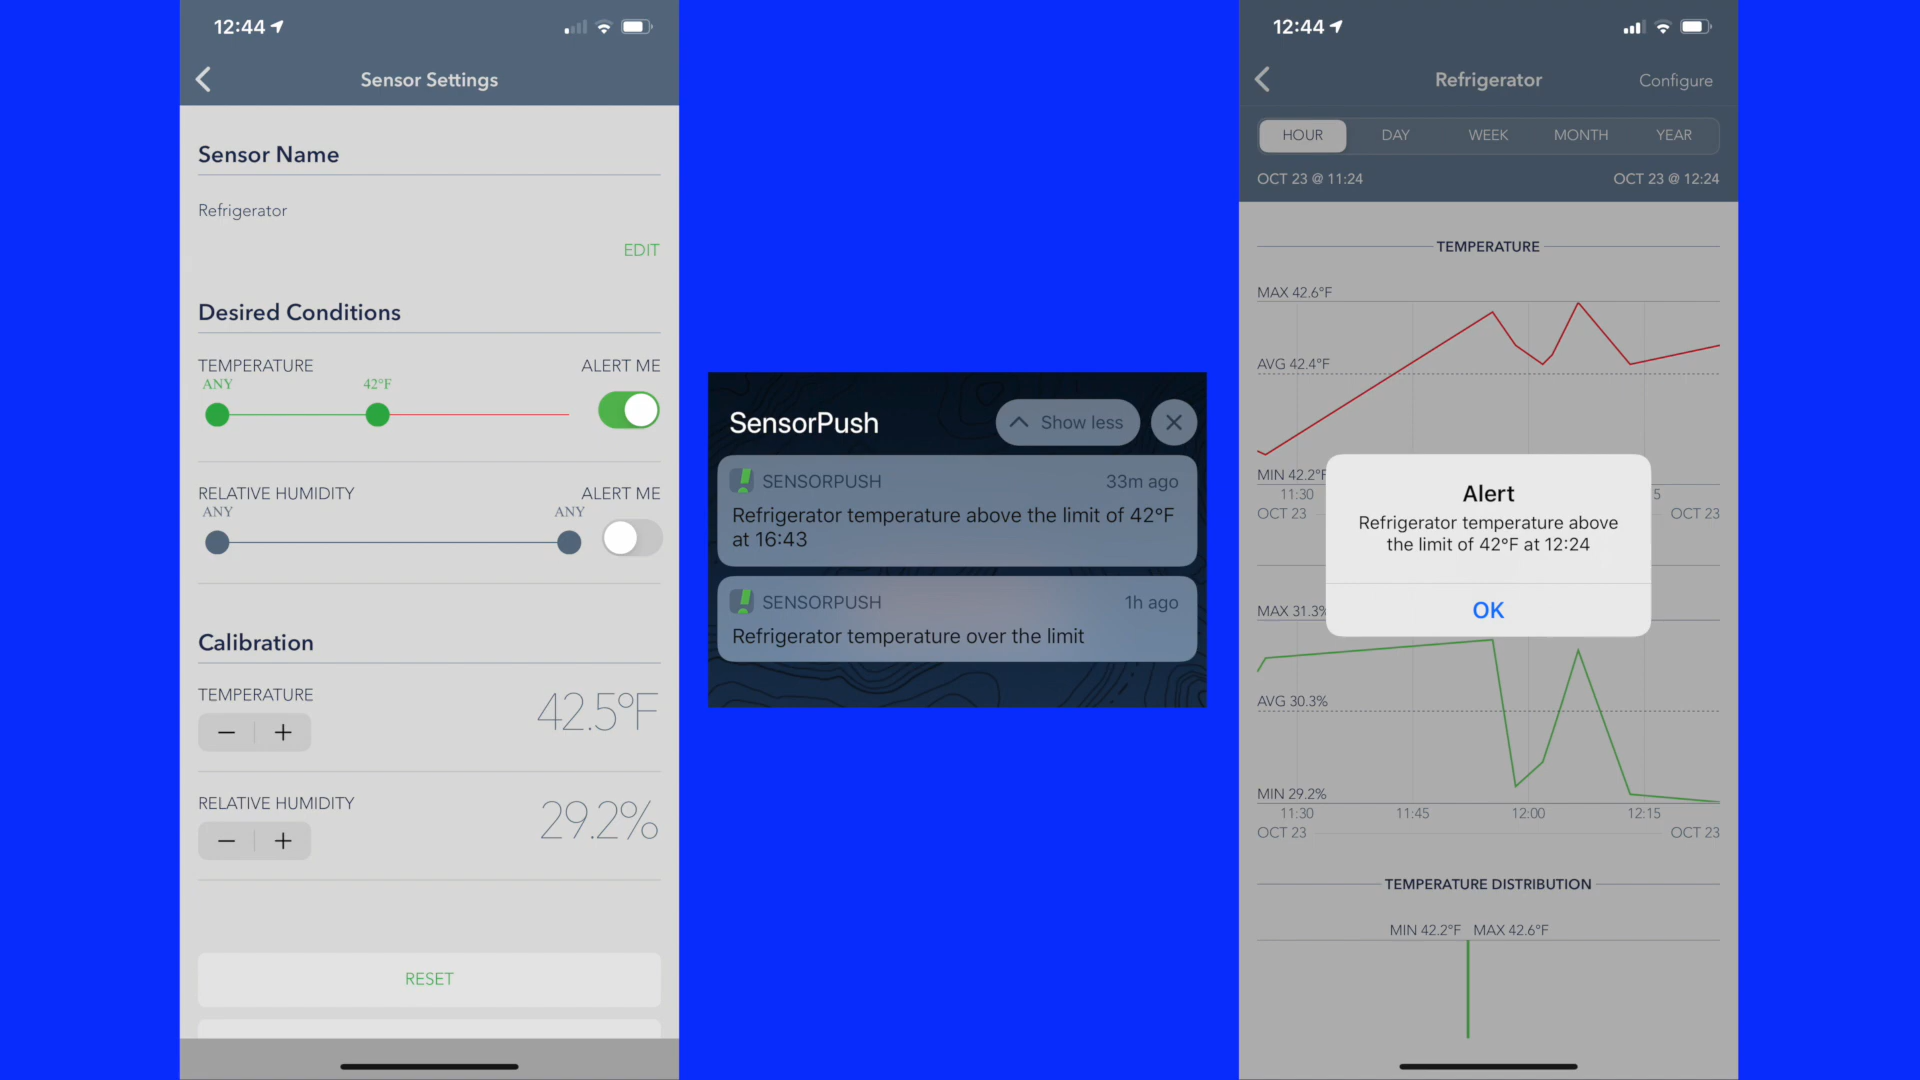 12:44
Sensor Settings
Sensor Name
Refrigerator
EDIT
Desired Conditions
TEMPERATURE
ALERT ME
ANY
42°F
RELATIVE HUMIDITY
ALERT ME
ANY
ANY
Calibration
TEMPERATURE
42.5°F
− +
RELATIVE HUMIDITY
29.2%
− +
RESET
SensorPush
Show less
SENSORPUSH
33m ago
Refrigerator temperature above the limit of 42°F
at 16:43
SENSORPUSH
1h ago
Refrigerator temperature over the limit
12:44
Refrigerator
Configure
HOUR
DAY
WEEK
MONTH
YEAR
OCT 23 @ 11:24
OCT 23 @ 12:24
TEMPERATURE
MAX 42.6°F
AVG 42.4°F
MIN 42.2°F
11:30
5
OCT 23
OCT 23
Alert
Refrigerator temperature above
the limit of 42°F at 12:24
OK
MAX 31.3%
AVG 30.3%
MIN 29.2%
11:30
11:45
12:00
12:15
OCT 23
OCT 23
TEMPERATURE DISTRIBUTION
MIN 42.2°F
MAX 42.6°F